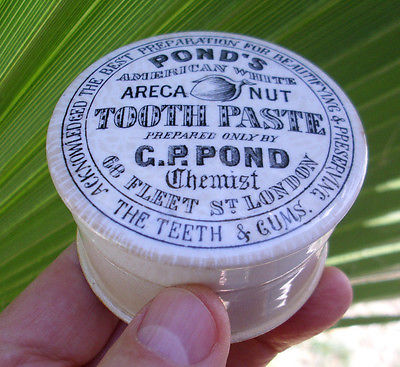 ACKNOWLEDGED THE BEST PREPARATION FOR BEAUTIFYING & PRESERVING
THE TEETH & GUMS.
POND'S
AMERICAN WHITE
ARECA NUT
TOOTH PASTE
PREPARED ONLY BY
G.P. POND
Chemist
68 FLEET ST LONDON